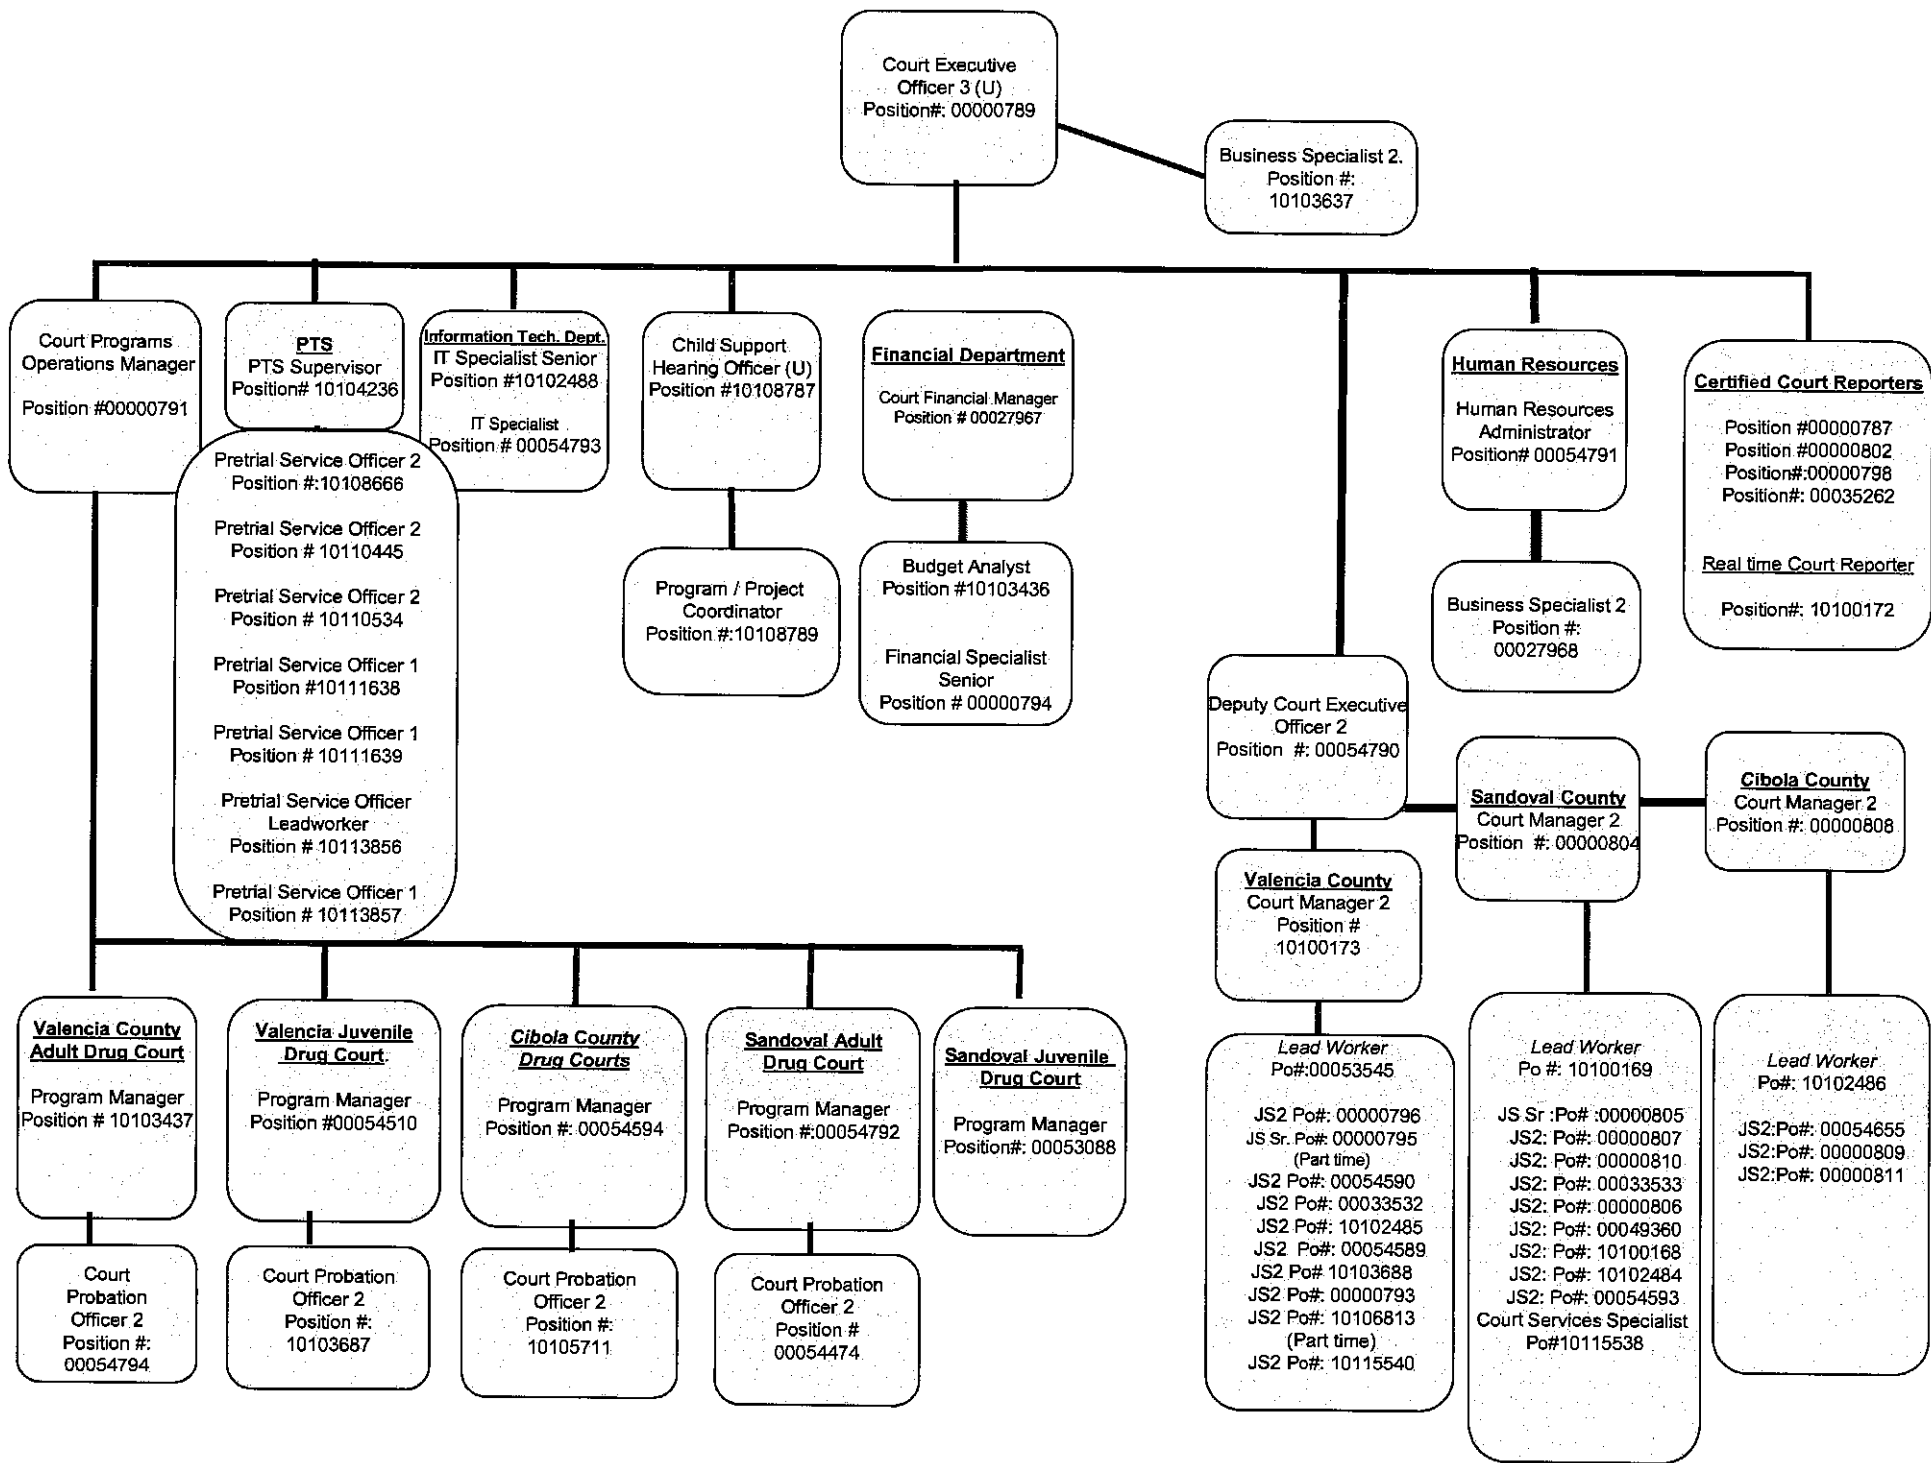 Court Executive
Officer 3 (U)
Position#: 00000789
Business Specialist 2.
Position #:
10103637
Court Programs
Operations Manager
Position #00000791
PTS
PTS Supervisor
Position# 10104236
Information Tech. Dept.
IT Specialist Senior
Position #10102488
IT Specialist
Position # 00054793
Child Support
Hearing Officer (U)
Position #10108787
Financial Department
Court Financial Manager
Position # 00027967
Human Resources
Human Resources
Administrator
Position# 00054791
Certified Court Reporters
Position #00000787
Position #00000802
Position#:00000798
Position#: 00035262
Real time Court Reporter
Position#: 10100172
Pretrial Service Officer 2
Position #:10108666
Pretrial Service Officer 2
Position # 10110445
Pretrial Service Officer 2
Position # 10110534
Pretrial Service Officer 1
Position #10111638
Pretrial Service Officer 1
Position # 10111639
Pretrial Service Officer
Leadworker
Position # 10113856
Pretrial Service Officer 1
Position # 10113857
Program / Project
Coordinator
Position #:10108789
Budget Analyst
Position #10103436
Financial Specialist
Senior
Position # 00000794
Business Specialist 2
Position #:
00027968
Deputy Court Executive
Officer 2
Position  #: 00054790
Sandoval County
Court Manager 2
Position  #: 00000804
Cibola County
Court Manager 2
Position #: 00000808
Valencia County
Court Manager 2
Position #
10100173
Valencia County
Adult Drug Court
Program Manager
Position # 10103437
Valencia Juvenile
Drug Court.
Program Manager
Position #00054510
Cibola County
Drug Courts
Program Manager
Position #: 00054594
Sandoval Adult
Drug Court
Program Manager
Position #:00054792
Sandoval Juvenile
Drug Court
Program Manager
Position#: 00053088
Court
Probation
Officer 2
Position #:
00054794
Court Probation
Officer 2
Position #:
10103687
Court Probation
Officer 2
Position #:
10105711
Court Probation
Officer 2
Position #
00054474
Lead Worker
Po#:00053545
JS2 Po#: 00000796
JS Sr. Po#: 00000795
(Part time)
JS2 Po#: 00054590
JS2 Po#: 00033532
JS2 Po#: 10102485
JS2  Po#: 00054589
JS2 Po# 10103688
JS2 Po#: 00000793
JS2 Po#: 10106813
(Part time)
JS2 Po#: 10115540
Lead Worker
Po #: 10100169
JS Sr :Po# :00000805
JS2: Po#: 00000807
JS2: Po#: 00000810
JS2: Po#: 00033533
JS2: Po#: 00000806
JS2: Po#: 00049360
JS2: Po#: 10100168
JS2: Po#: 10102484
JS2: Po#: 00054593
Court Services Specialist
Po#10115538
Lead Worker
Po#: 10102486
JS2:Po#: 00054655
JS2:Po#: 00000809
JS2:Po#: 00000811